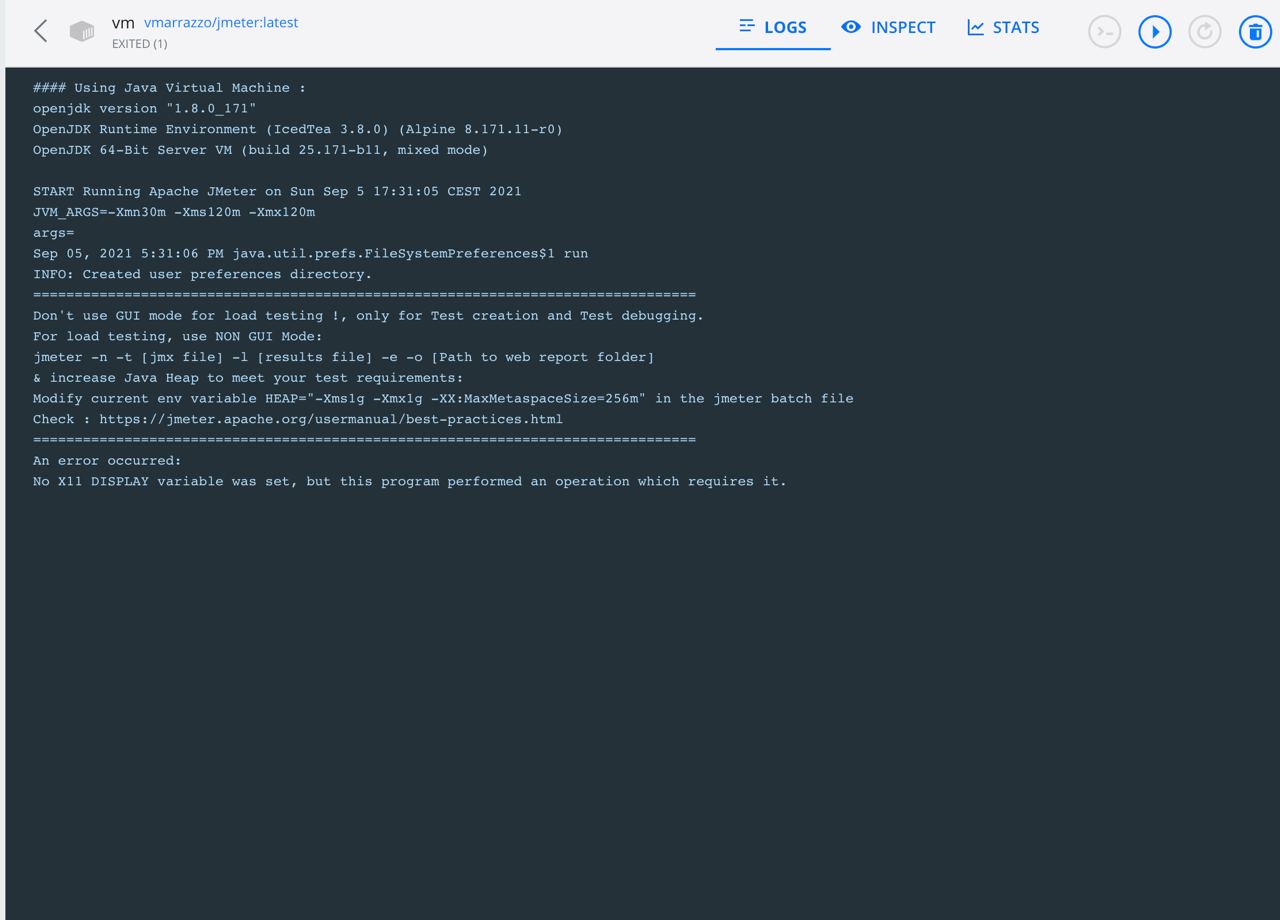 vm vmarrazzo/jmeter:latest
EXITED (1)
LOGS
INSPECT
STATS
#### Using Java Virtual Machine :
openjdk version "1.8.0_171"
OpenJDK Runtime Environment (IcedTea 3.8.0) (Alpine 8.171.11-r0)
OpenJDK 64-Bit Server VM (build 25.171-b11, mixed mode)
START Running Apache JMeter on Sun Sep 5 17:31:05 CEST 2021
JVM_ARGS=-Xmn30m -Xms120m -Xmx120m
args=
Sep 05, 2021 5:31:06 PM java.util.prefs.FileSystemPreferences$1 run
INFO: Created user preferences directory.
================================================================================
Don't use GUI mode for load testing !, only for Test creation and Test debugging.
For load testing, use NON GUI Mode:
jmeter -n -t [jmx file] -l [results file] -e -o [Path to web report folder]
& increase Java Heap to meet your test requirements:
Modify current env variable HEAP="-Xms1g -Xmx1g -XX:MaxMetaspaceSize=256m" in the jmeter batch file
Check : https://jmeter.apache.org/usermanual/best-practices.html
================================================================================
An error occurred:
No X11 DISPLAY variable was set, but this program performed an operation which requires it.